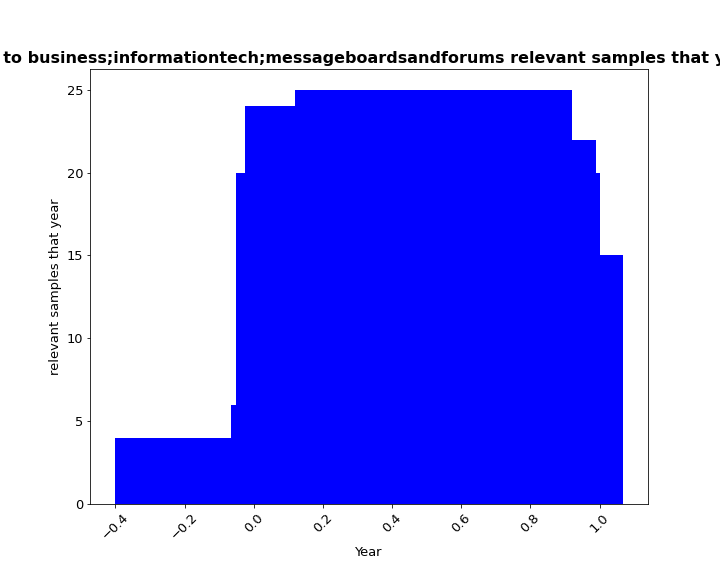 to business;informationtech;messageboardsandforums relevant samples that y
25
20
15
10
5
0
relevant samples that year
−0.4 −0.2 0.0 0.2 0.4 0.6 0.8 1.0
Year